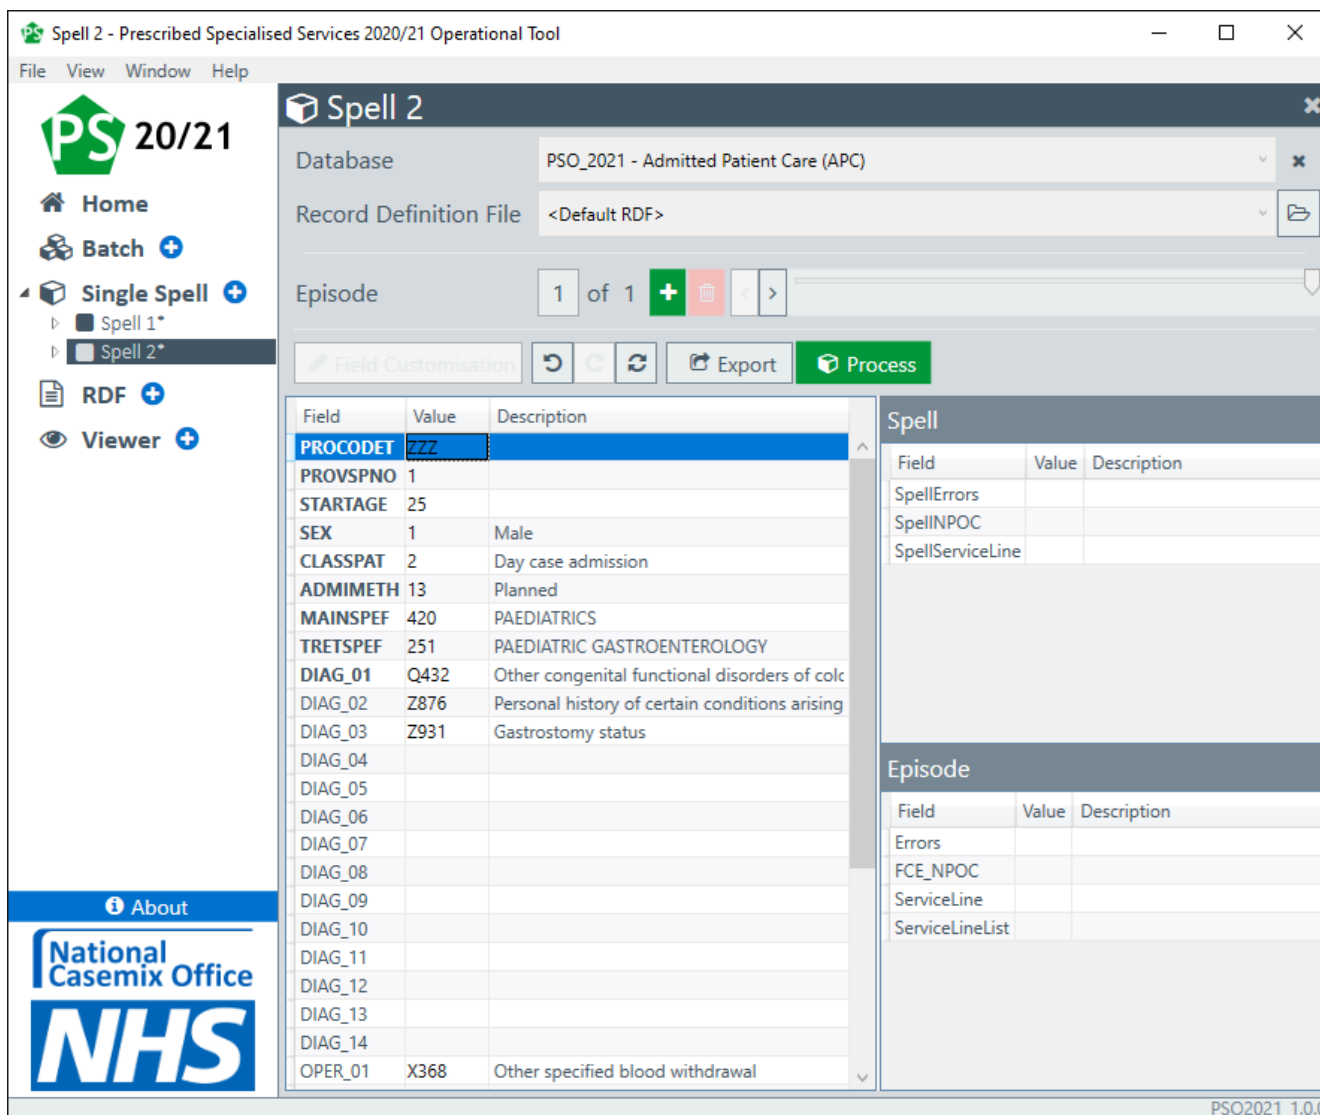 Spell 2 - Prescribed Specialised Services 2020/21 Operational Tool
File View Window Help
PS 20/21
Home
Batch
Single Spell
Spell 1*
Spell 2*
RDF
Viewer
About
National
Casemix Office
NHS
Spell 2
Database PSO_2021 - Admitted Patient Care (APC)
Record Definition File <Default RDF>
Episode 1 of 1
Field Customisation Export Process
Field Value Description
PROCODET ZZZ
PROVSPNO 1
STARTAGE 25
SEX 1 Male
CLASSPAT 2 Day case admission
ADMIMETH 13 Planned
MAINSPEF 420 PAEDIATRICS
TRETSPEF 251 PAEDIATRIC GASTROENTEROLOGY
DIAG_01 Q432 Other congenital functional disorders of colo
DIAG_02 Z876 Personal history of certain conditions arising
DIAG_03 Z931 Gastrostomy status
DIAG_04
DIAG_05
DIAG_06
DIAG_07
DIAG_08
DIAG_09
DIAG_10
DIAG_11
DIAG_12
DIAG_13
DIAG_14
OPER_01 X368 Other specified blood withdrawal
Spell
Field Value Description
SpellErrors
SpellNPOC
SpellServiceLine
Episode
Field Value Description
Errors
FCE_NPOC
ServiceLine
ServiceLineList
PSO2021 1.0.